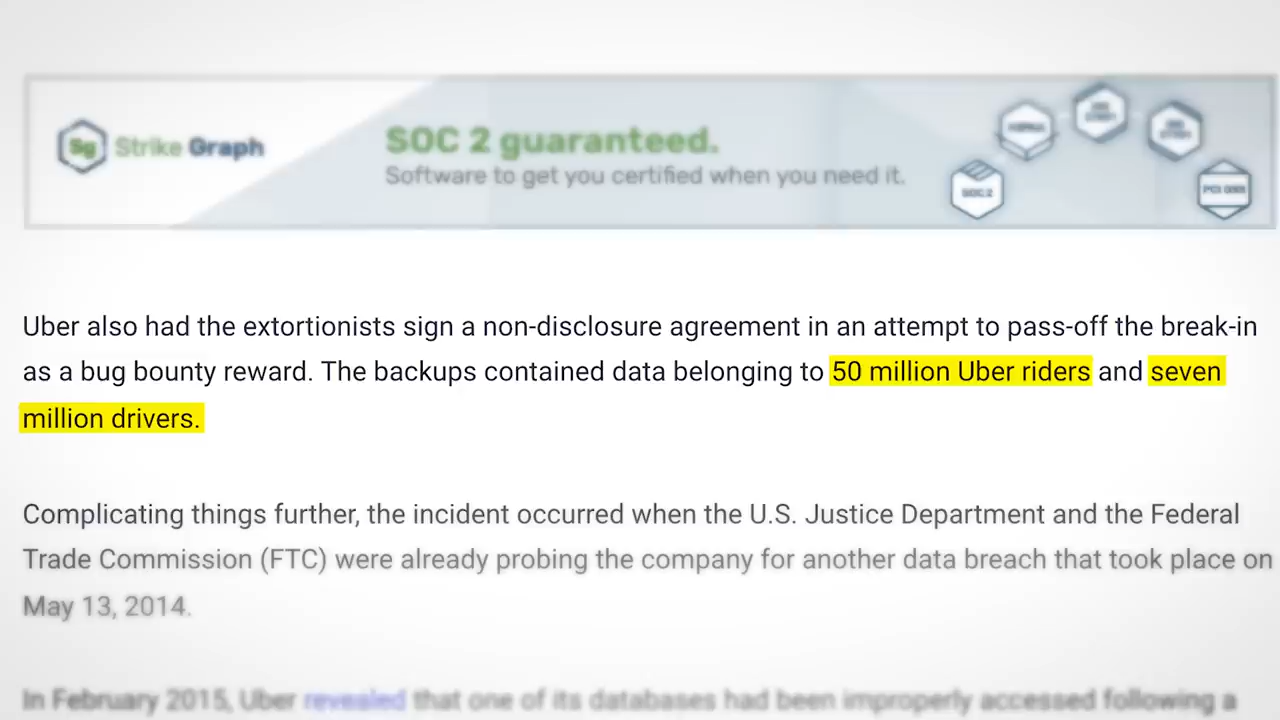 Sg Strike Graph
SOC 2 guaranteed.
Software to get you certified when you need it.
SOC 2
PCI DSS
Uber also had the extortionists sign a non-disclosure agreement in an attempt to pass-off the break-in
as a bug bounty reward. The backups contained data belonging to 50 million Uber riders and seven
million drivers.
Complicating things further, the incident occurred when the U.S. Justice Department and the Federal
Trade Commission (FTC) were already probing the company for another data breach that took place on
May 13, 2014.
In February 2015, Uber revealed that one of its databases had been improperly accessed following a